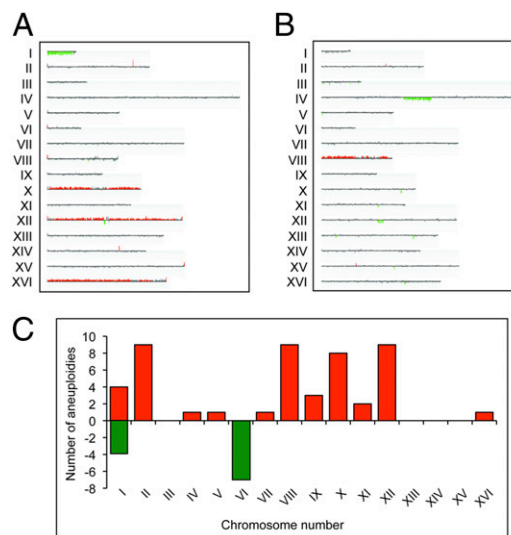 A
I
II
III
IV
V
VI
VII
VIII
IX
X
XI
XII
XIII
XIV
XV
XVI
B
I
II
III
IV
V
VI
VII
VIII
IX
X
XI
XII
XIII
XIV
XV
XVI
C
Number of aneuploidies
10
8
6
4
2
0
-2
-4
-6
-8
I II III IV V VI VII VIII IX X XI XII XIII XIV XV XVI
Chromosome number